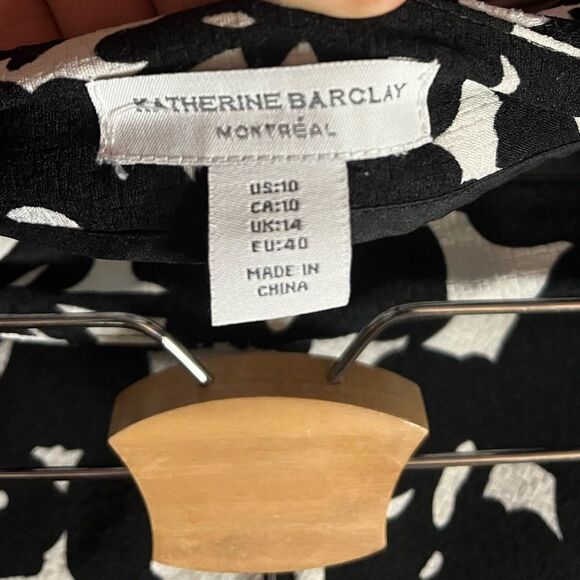 KATHERINE BARCLAY
MONTRÉAL
US:10
CA:10
UK:14
EU:40
MADE IN
CHINA